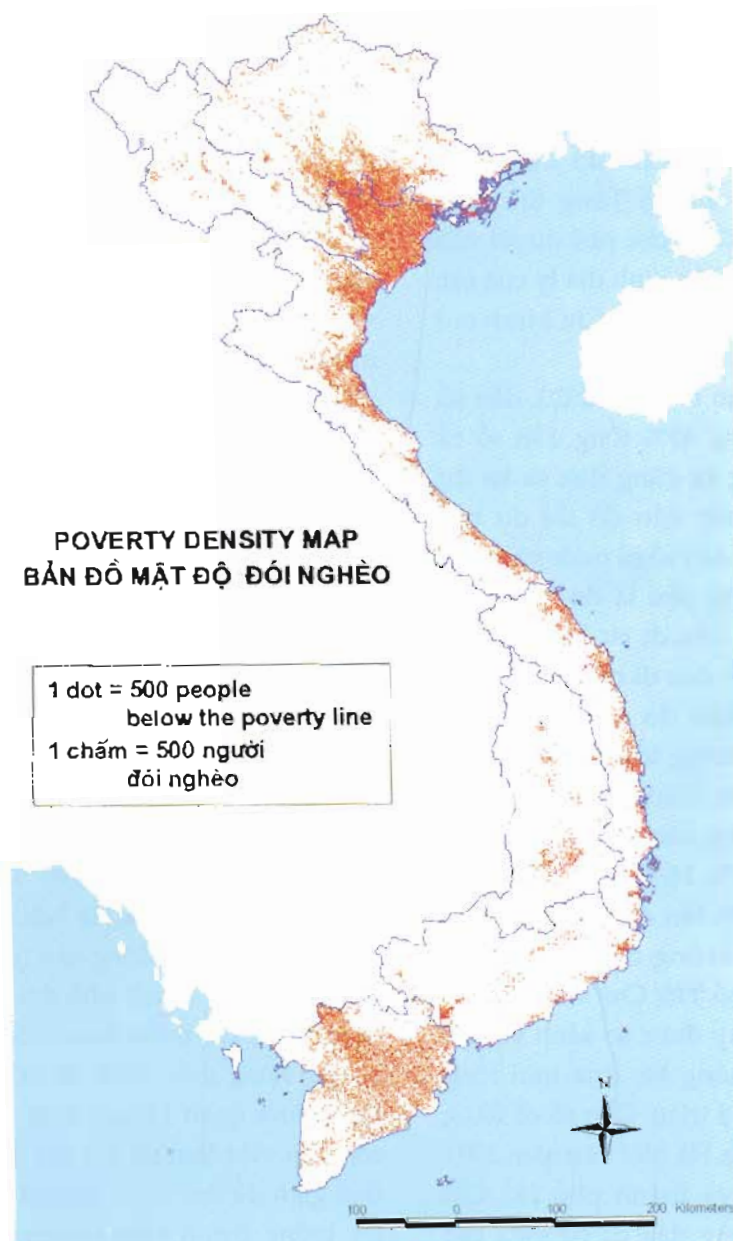 POVERTY DENSITY MAP
BẢN ĐỒ MẬT ĐỘ ĐÓI NGHÈO
1 dot = 500 people
below the poverty line
1 chấm = 500 người
đói nghèo
N
100 0 100 200 Kilometers